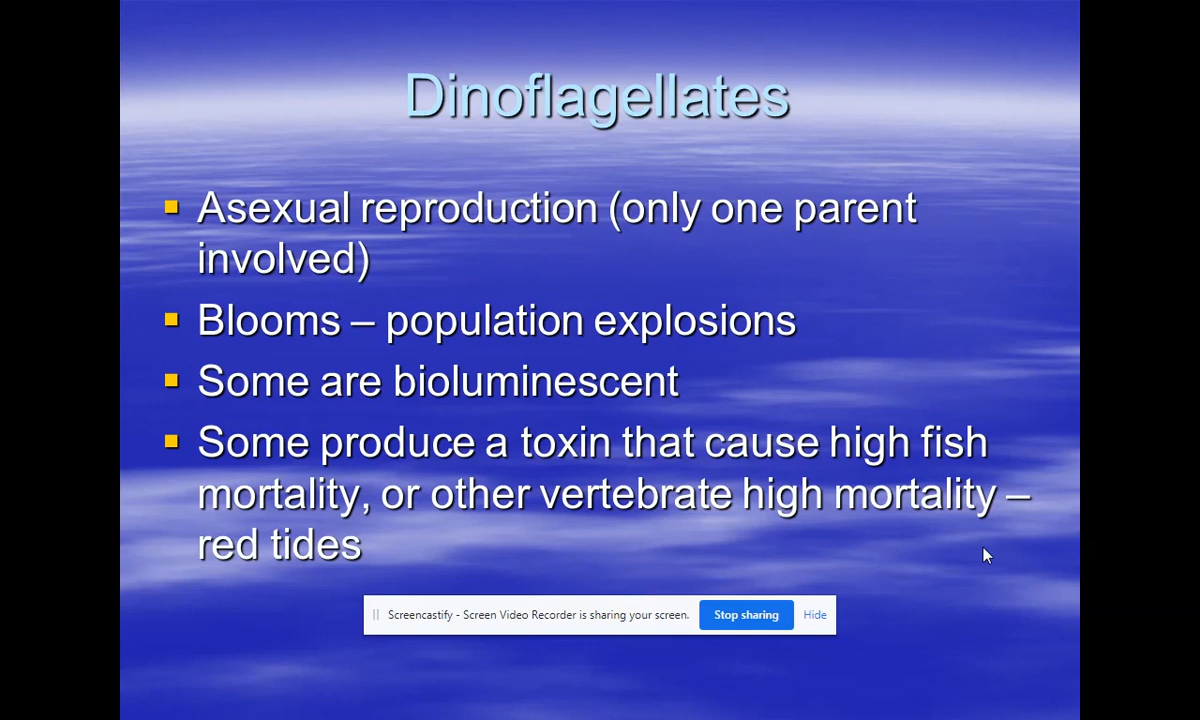 Dinoflagellates
Asexual reproduction (only one parent
involved)
Blooms – population explosions
Some are bioluminescent
Some produce a toxin that cause high fish
mortality, or other vertebrate high mortality –
red tides
Screencastify - Screen Video Recorder is sharing your screen. Stop sharing Hide